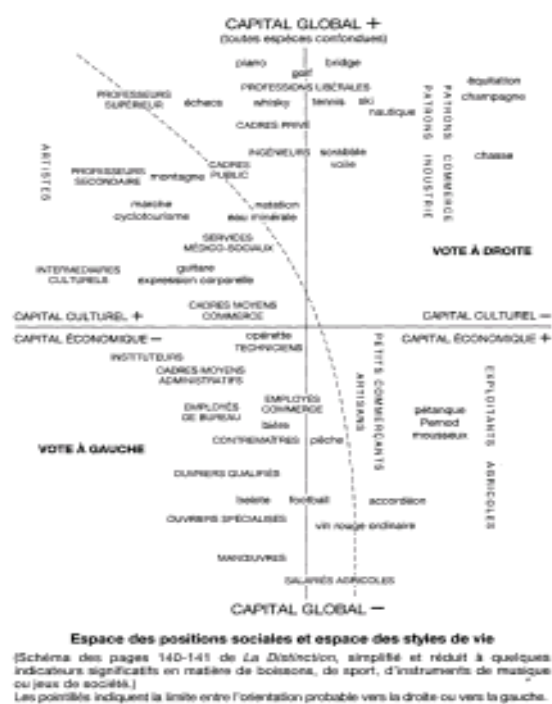 CAPITAL GLOBAL +
(toutes espèces confondues)
piano bridge
golf
PROFESSIONS LIBÉRALES
équitation
PROFESSEURS
SUPÉRIEUR
échecs whisky tennis ski
champagne
nautique
CADRES PRIVÉ
PATRONS INDUSTRIE
PATRONS COMMERCE
ARTISTES
INGÉNIEURS scrabble
voile
chasse
CADRES
PUBLIC
PROFESSEURS
SECONDAIRE
montagne
marche
cyclotourisme
natation
eau minérale
SERVICES
MÉDICO-SOCIAUX
VOTE À DROITE
INTERMÉDIAIRES
CULTURELS
guitare
expression corporelle
CADRES MOYENS
COMMERCE
CAPITAL CULTUREL + CAPITAL CULTUREL −
CAPITAL ÉCONOMIQUE − CAPITAL ÉCONOMIQUE +
opérette
TECHNICIENS
INSTITUTEURS
CADRES MOYENS
ADMINISTRATIFS
ARTISANS
PETITS COMMERÇANTS
EXPLOITANTS AGRICOLES
EMPLOYÉS
DE BUREAU
EMPLOYÉS
COMMERCE
pétanque
Pernod
mousseux
bière
CONTREMAÎTRES pêche
VOTE À GAUCHE
OUVRIERS QUALIFIÉS
belote football accordéon
OUVRIERS SPÉCIALISÉS
vin rouge ordinaire
MANŒUVRES
SALARIÉS AGRICOLES
CAPITAL GLOBAL −
Espace des positions sociales et espace des styles de vie
(Schéma des pages 140-141 de La Distinction, simplifié et réduit à quelques
indicateurs significatifs en matière de boissons, de sport, d'instruments de musique
ou jeux de société.)
Les pointillés indiquent la limite entre l'orientation probable vers la droite ou vers la gauche.